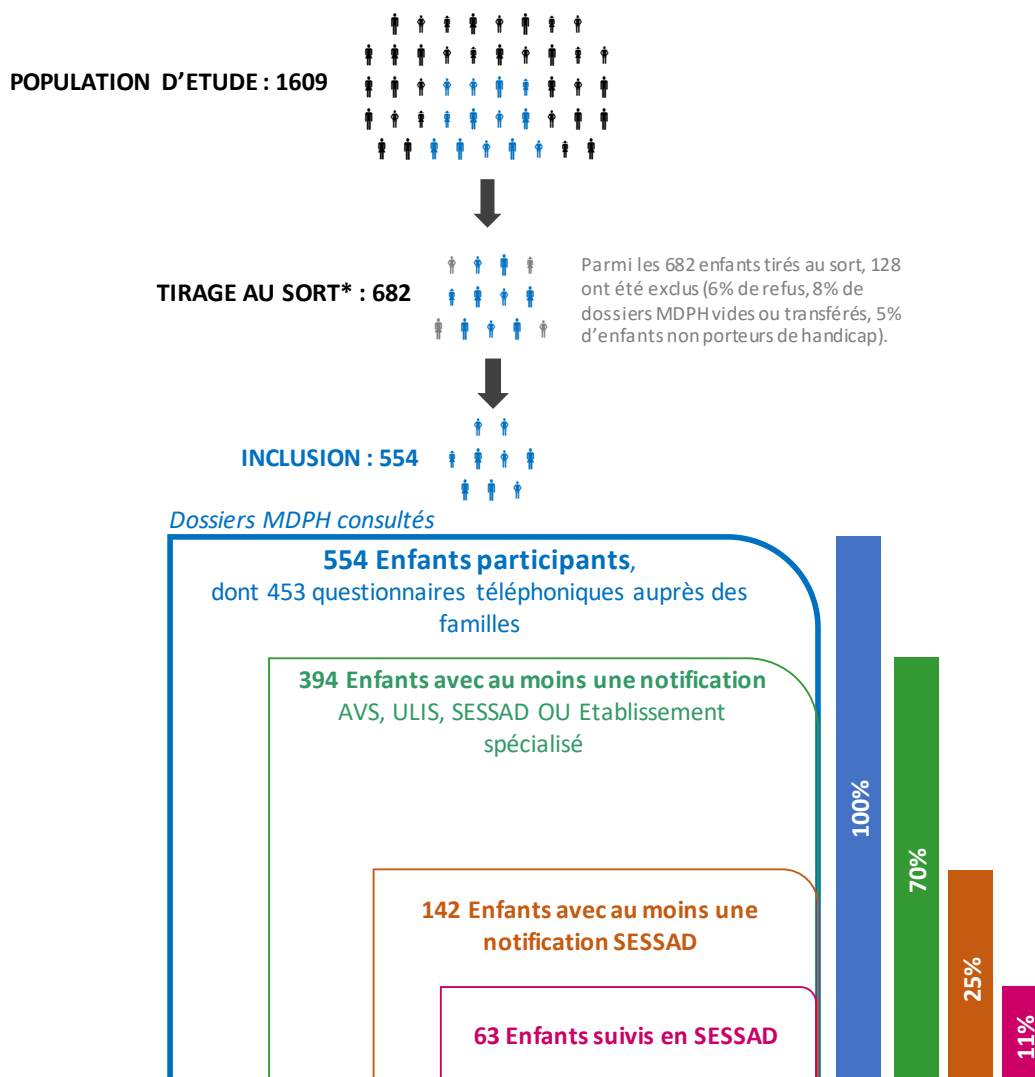 POPULATION D'ETUDE : 1609
TIRAGE AU SORT* : 682
Parmi les 682 enfants tirés au sort, 128
ont été exclus (6% de refus, 8% de
dossiers MDPH vides ou transférés, 5%
d'enfants non porteurs de handicap).
INCLUSION : 554
Dossiers MDPH consultés
554 Enfants participants,
dont 453 questionnaires téléphoniques auprès des
familles
394 Enfants avec au moins une notification
AVS, ULIS, SESSAD OU Etablissement
spécialisé
142 Enfants avec au moins une
notification SESSAD
63 Enfants suivis en SESSAD
100%
70%
25%
11%